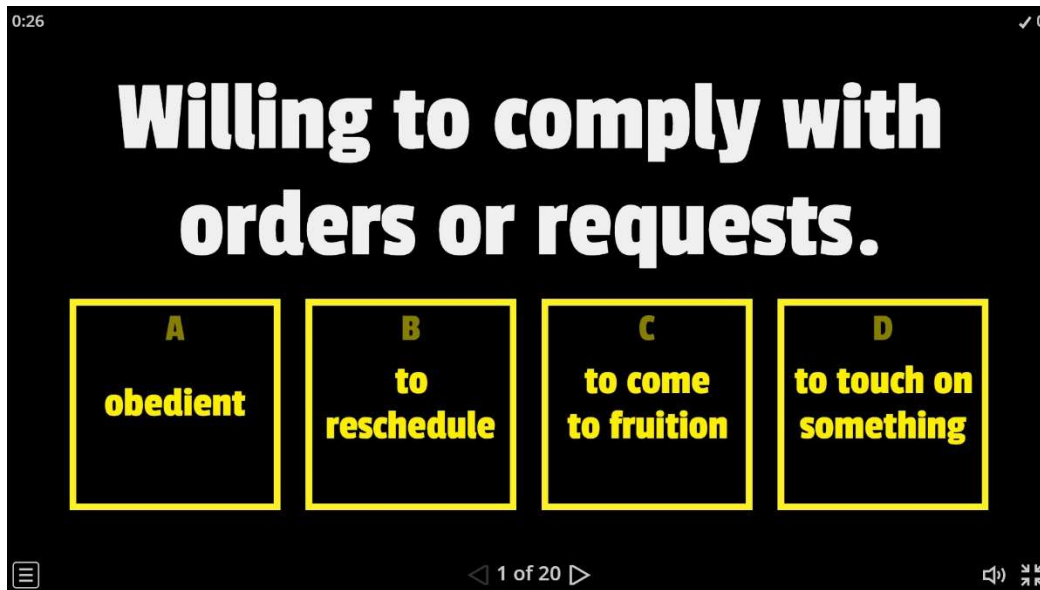 0:26
✓ 0
Willing to comply with
orders or requests.
A
obedient
B
to
reschedule
C
to come
to fruition
D
to touch on
something
1 of 20